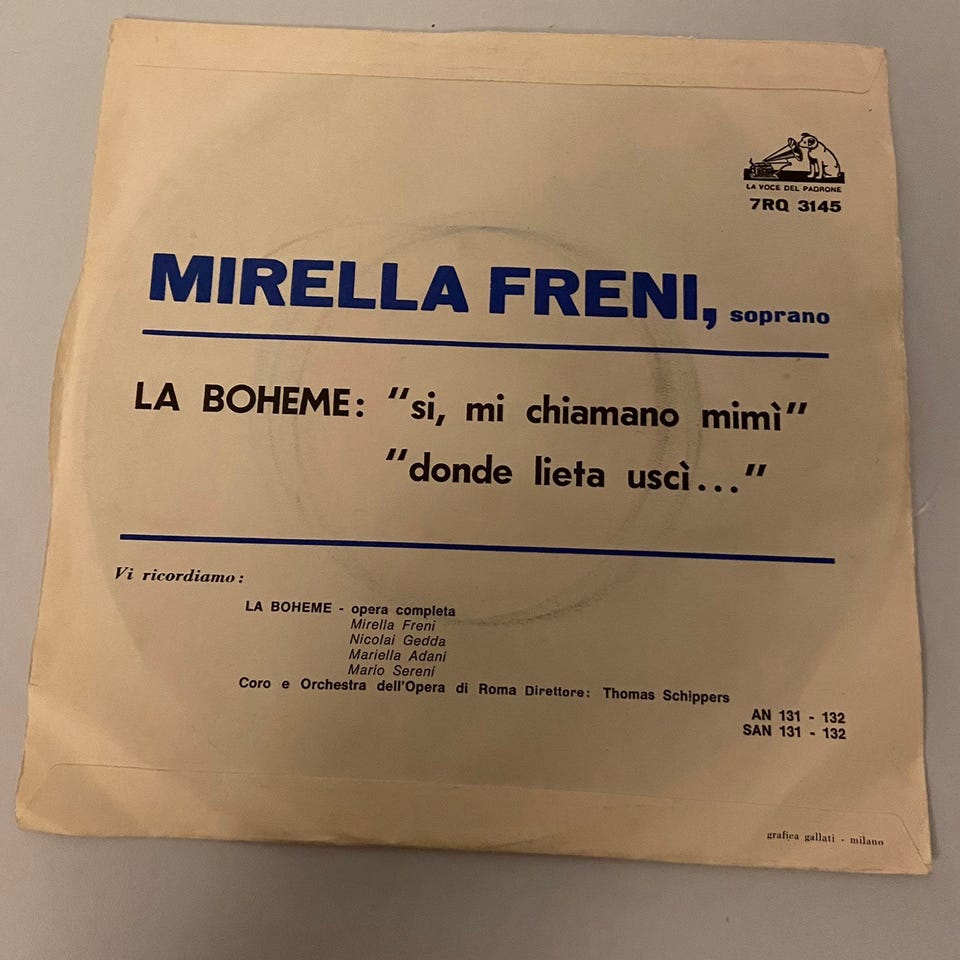 LA VOCE DEL PADRONE
7RQ 3145
MIRELLA FRENI, soprano
LA BOHEME: "si, mi chiamano mimì"
"donde lieta uscì..."
Vi ricordiamo:
LA BOHEME - opera completa
Mirella Freni
Nicolai Gedda
Mariella Adani
Mario Sereni
Coro e Orchestra dell'Opera di Roma Direttore: Thomas Schippers
AN 131 - 132
SAN 131 - 132
grafica gallati - milano